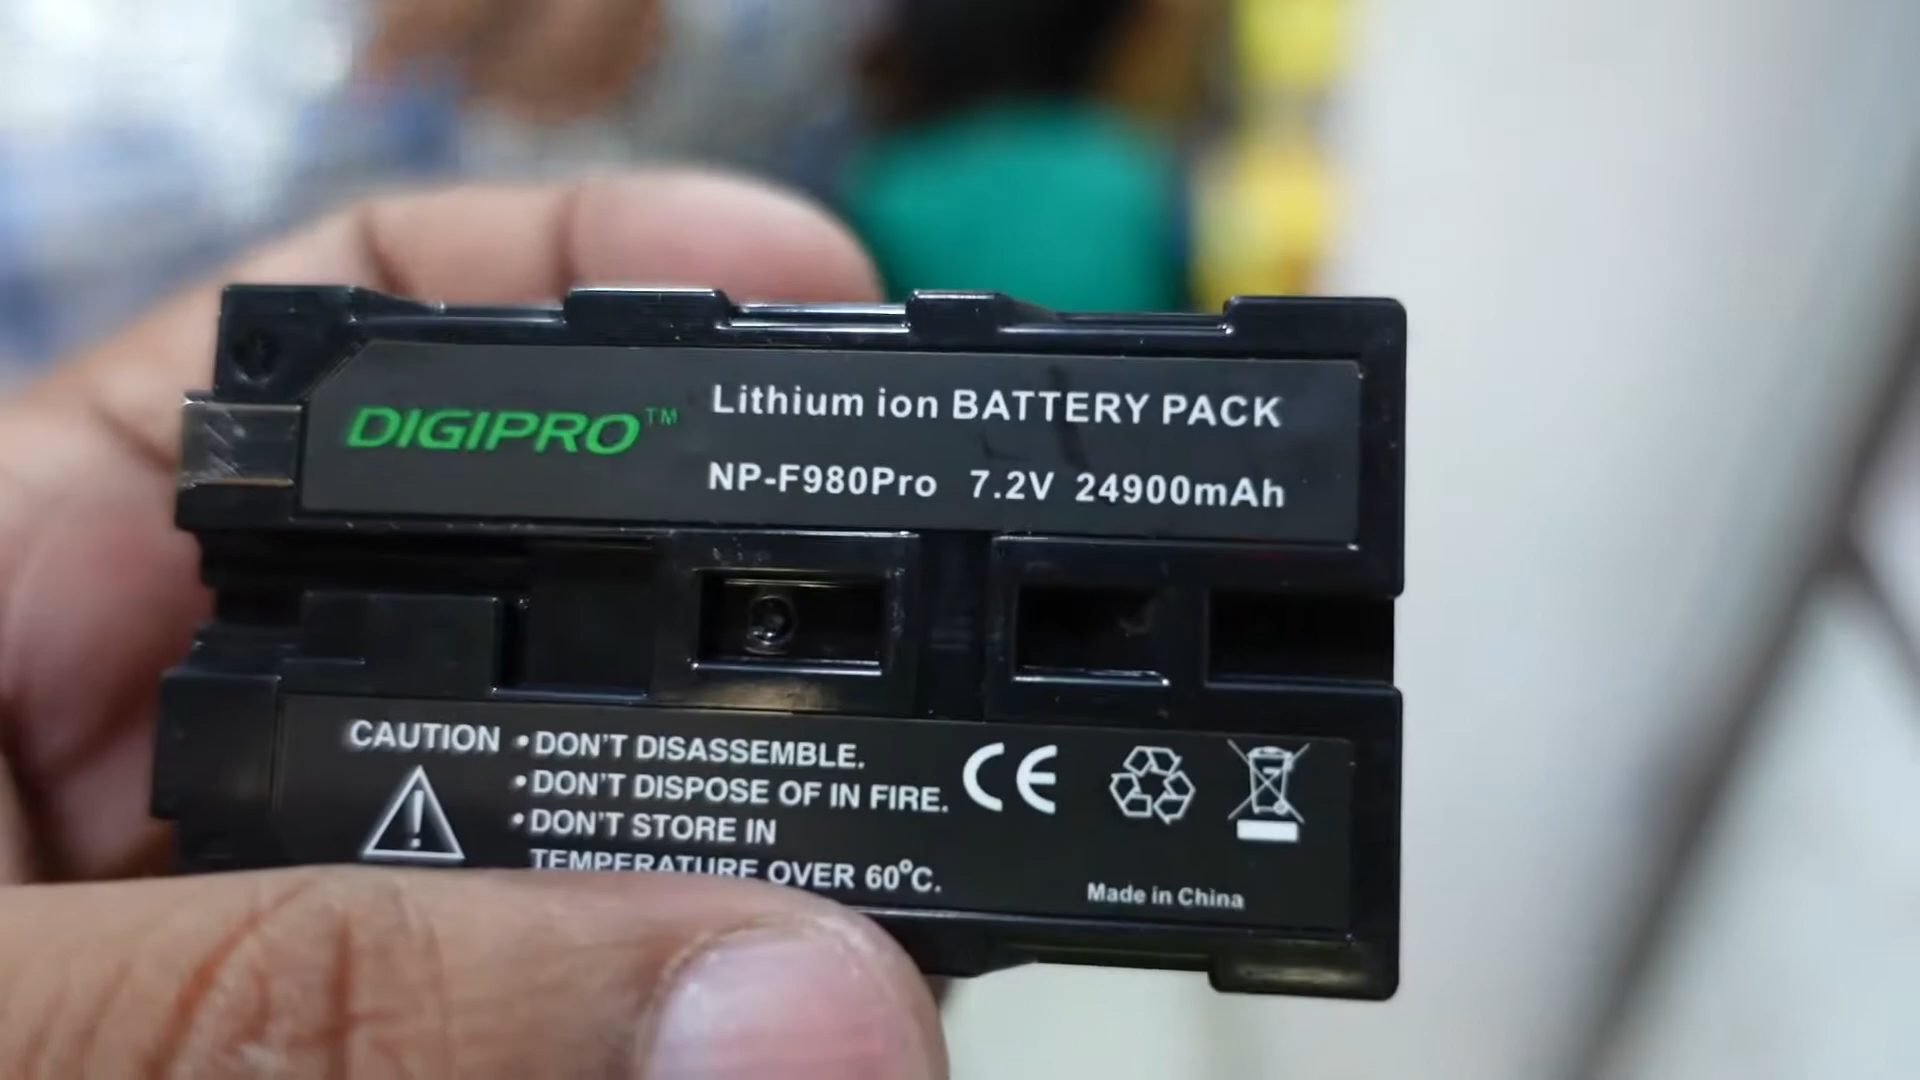 DIGIPRO™
Lithium ion BATTERY PACK
NP-F980Pro 7.2V 24900mAh
CAUTION
• DON'T DISASSEMBLE.
• DON'T DISPOSE OF IN FIRE.
• DON'T STORE IN
TEMPERATURE OVER 60°C.
CE
Made in China